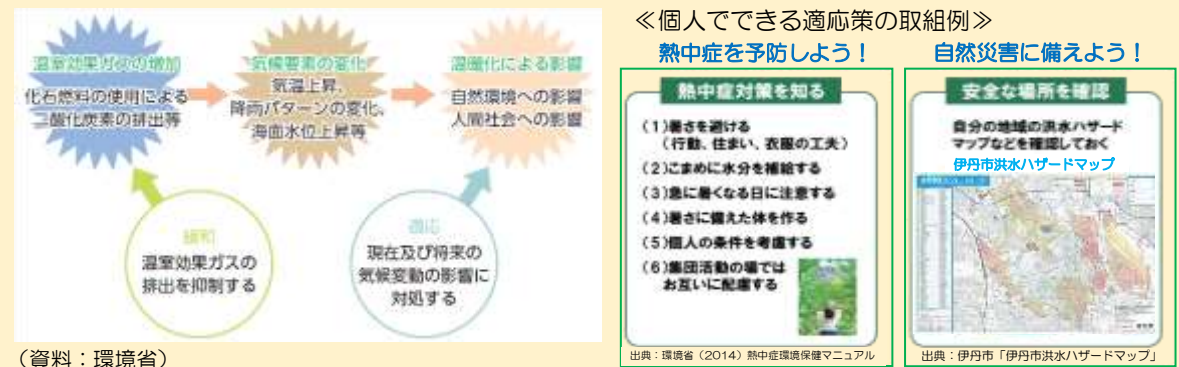 温室効果ガスの増加
化石燃料の使用による
二酸化炭素の排出等
気候要素の変化
気温上昇、
降雨パターンの変化、
海面水位上昇等
温暖化による影響
自然環境への影響
人間社会への影響
緩和
温室効果ガスの
排出を抑制する
適応
現在及び将来の
気候変動の影響に
対処する
（資料：環境省）
≪個人でできる適応策の取組例≫
熱中症を予防しよう！
熱中症対策を知る
（１）暑さを避ける
（行動、住まい、衣服の工夫）
（２）こまめに水分を補給する
（３）急に暑くなる日に注意する
（４）暑さに備えた体を作る
（５）個人の条件を考慮する
（６）集団活動の場では
お互いに配慮する
出典：環境省（2014）熱中症環境保健マニュアル
自然災害に備えよう！
安全な場所を確認
自分の地域の洪水ハザード
マップなどを確認しておく
伊丹市洪水ハザードマップ
出典：伊丹市「伊丹市洪水ハザードマップ」